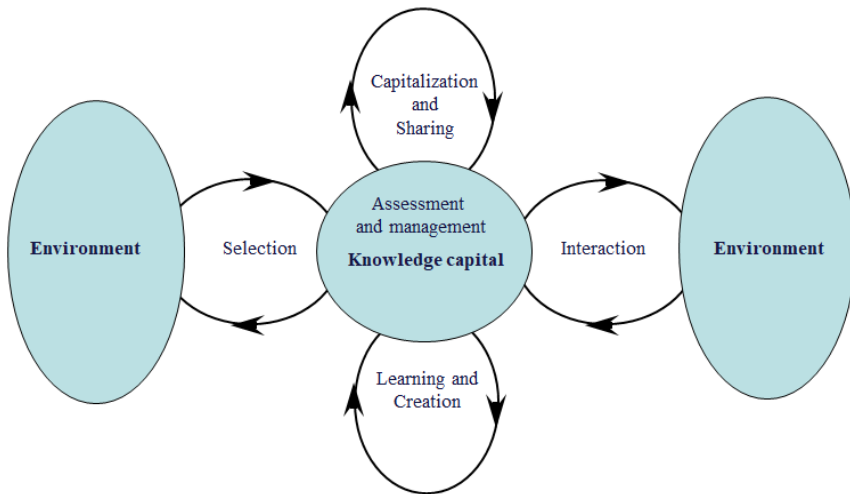 Capitalization
and
Sharing
Assessment
and management
Knowledge capital
Environment
Selection
Interaction
Environment
Learning and
Creation